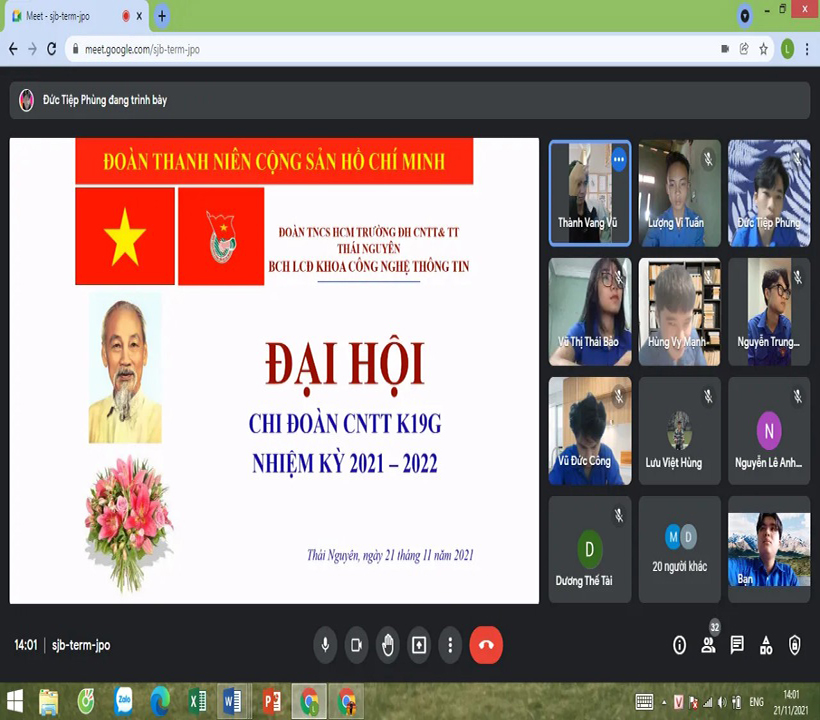 Meet - sjb-term-jpo
meet.google.com/sjb-term-jpo
L
Đức Tiệp Phùng đang trình bày
ĐOÀN THANH NIÊN CỘNG SẢN HỒ CHÍ MINH
ĐOÀN TNCS HCM TRƯỜNG ĐH CNTT& TT
THÁI NGUYÊN
BCH LCD KHOA CÔNG NGHỆ THÔNG TIN
ĐẠI HỘI
CHI ĐOÀN CNTT K19G
NHIỆM KỲ 2021 – 2022
Thái Nguyên, ngày 21 tháng 11 năm 2021
Thành Vang Vũ
Lượng Vi Tuấn
Đức Tiệp Phùng
Vũ Thị Thái Bảo
Hùng Vy Mạnh
Nguyễn Trung...
Vũ Đức Công
Lưu Việt Hùng
N
Nguyễn Lê Anh...
D
Dương Thế Tài
M D
20 người khác
Bạn
14:01 | sjb-term-jpo
32
Zalo
ENG
14:01
21/11/2021